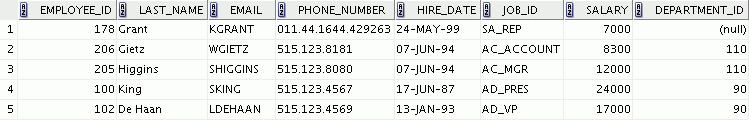 EMPLOYEE_ID LAST_NAME EMAIL PHONE_NUMBER HIRE_DATE JOB_ID SALARY DEPARTMENT_ID
1 178 Grant KGRANT 011.44.1644.429263 24-MAY-99 SA_REP 7000 (null)
2 206 Gietz WGIETZ 515.123.8181 07-JUN-94 AC_ACCOUNT 8300 110
3 205 Higgins SHIGGINS 515.123.8080 07-JUN-94 AC_MGR 12000 110
4 100 King SKING 515.123.4567 17-JUN-87 AD_PRES 24000 90
5 102 De Haan LDEHAAN 515.123.4569 13-JAN-93 AD_VP 17000 90